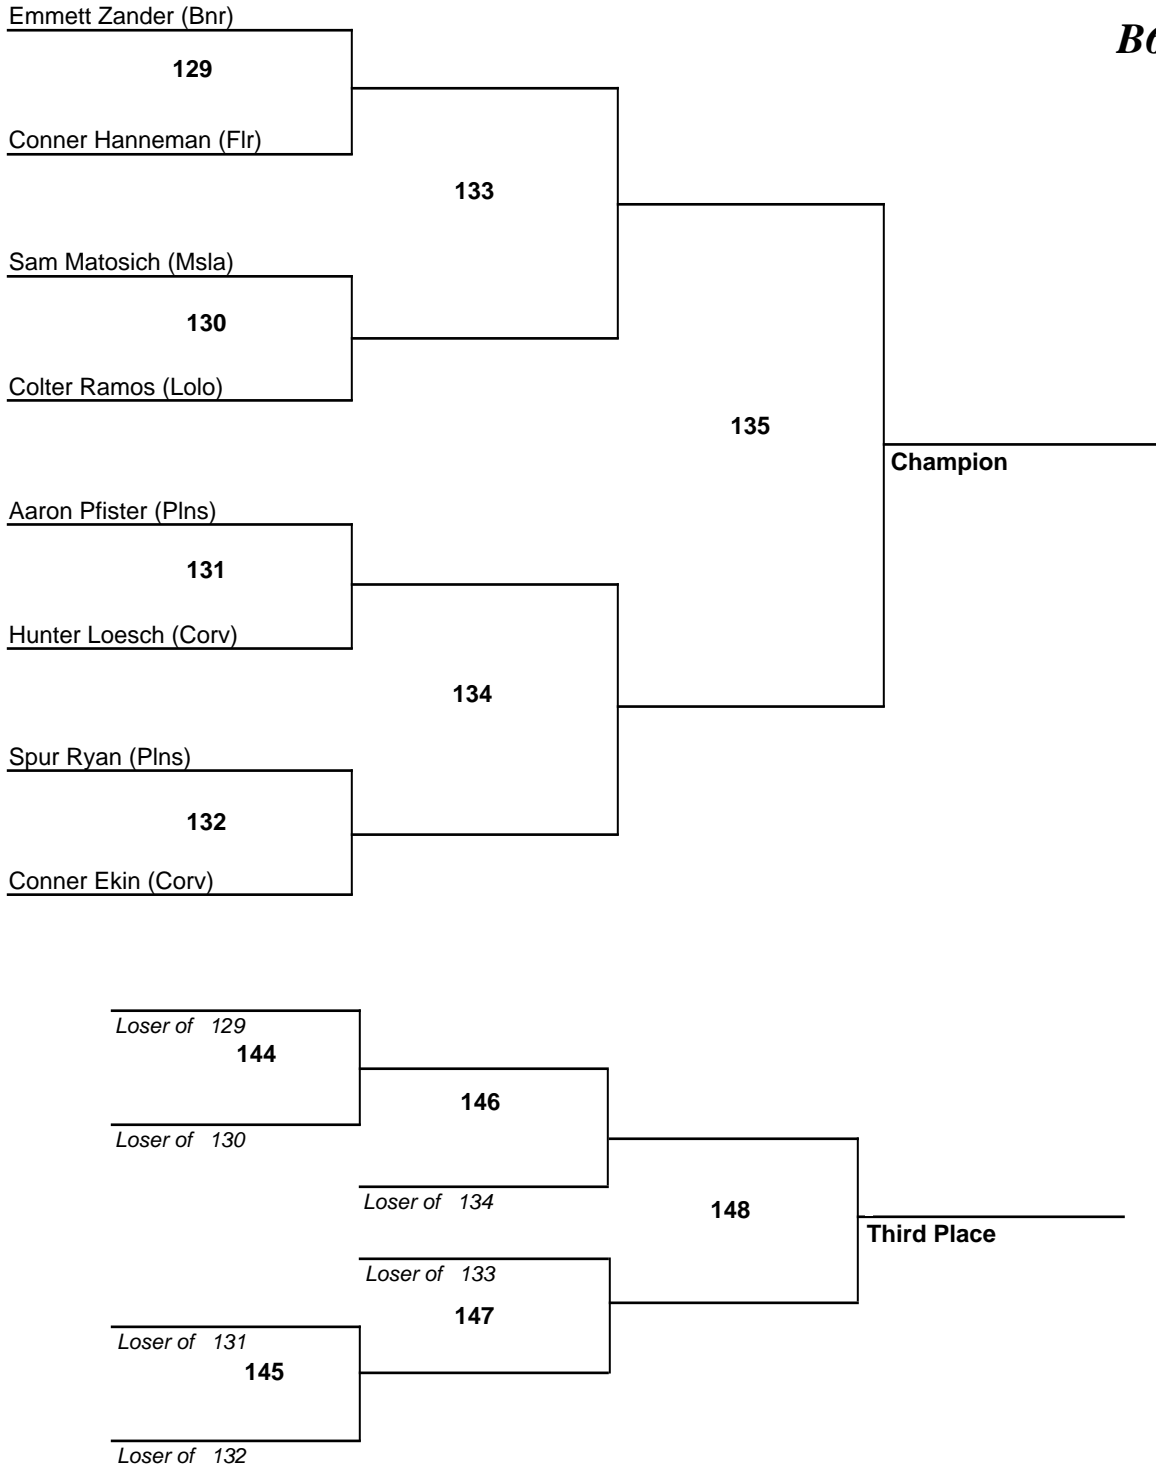 Emmett Zander (Bnr)
B6
129
Conner Hanneman (Flr)
133
Sam Matosich (Msla)
130
Colter Ramos (Lolo)
135
Champion
Aaron Pfister (Plns)
131
Hunter Loesch (Corv)
134
Spur Ryan (Plns)
132
Conner Ekin (Corv)
Loser of 129
144
146
Loser of 130
Loser of 134
148
Third Place
Loser of 133
147
Loser of 131
145
Loser of 132